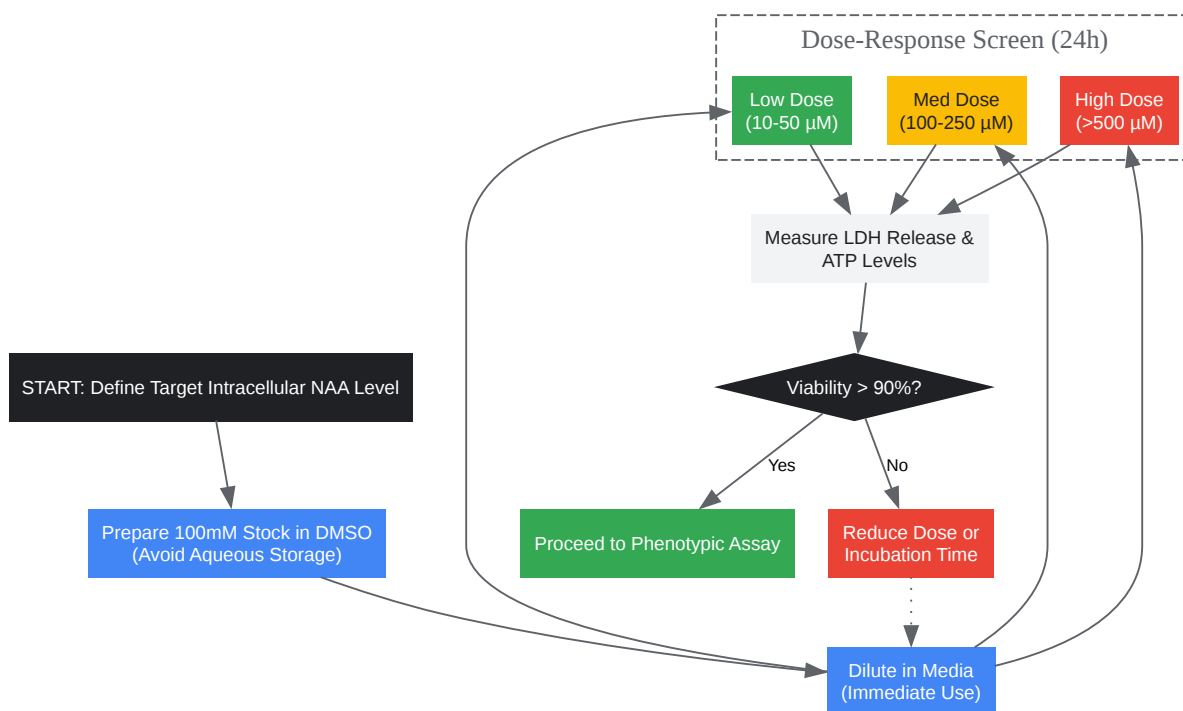 Dose-Response Screen (24h)
Low Dose
(10-50 µM)
Med Dose
(100-250 µM)
High Dose
(>500 µM)
Measure LDH Release &
ATP Levels
START: Define Target Intracellular NAA Level
Viability > 90%?
Yes
No
Prepare 100mM Stock in DMSO
(Avoid Aqueous Storage)
Proceed to Phenotypic Assay
Reduce Dose or
Incubation Time
Dilute in Media
(Immediate Use)